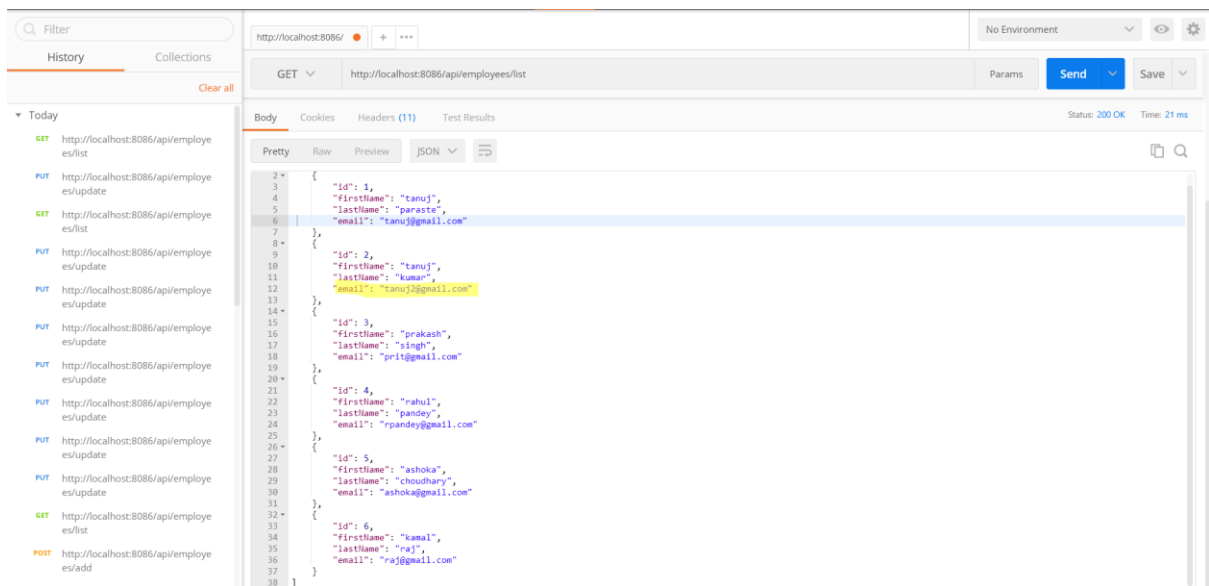 Filter
History Collections
Clear all
Today
GET http://localhost:8086/api/employe
es/list
PUT http://localhost:8086/api/employe
es/update
GET http://localhost:8086/api/employe
es/list
PUT http://localhost:8086/api/employe
es/update
PUT http://localhost:8086/api/employe
es/update
PUT http://localhost:8086/api/employe
es/update
PUT http://localhost:8086/api/employe
es/update
PUT http://localhost:8086/api/employe
es/update
PUT http://localhost:8086/api/employe
es/update
PUT http://localhost:8086/api/employe
es/update
GET http://localhost:8086/api/employe
es/list
POST http://localhost:8086/api/employe
es/add
http://localhost:8086/ + •••
No Environment
GET http://localhost:8086/api/employees/list Params Send Save
Body Cookies Headers (11) Test Results Status: 200 OK Time: 21 ms
Pretty Raw Preview JSON
2 {
3 "id": 1,
4 "firstName": "tanuj",
5 "lastName": "paraste",
6 "email": "tanuj@gmail.com"
7 },
8 {
9 "id": 2,
10 "firstName": "tanuj",
11 "lastName": "kumar",
12 "email": "tanuj2@gmail.com"
13 },
14 {
15 "id": 3,
16 "firstName": "prakash",
17 "lastName": "singh",
18 "email": "prit@gmail.com"
19 },
20 {
21 "id": 4,
22 "firstName": "rahul",
23 "lastName": "pandey",
24 "email": "rpandey@gmail.com"
25 },
26 {
27 "id": 5,
28 "firstName": "ashoka",
29 "lastName": "choudhary",
30 "email": "ashoka@gmail.com"
31 },
32 {
33 "id": 6,
34 "firstName": "kamal",
35 "lastName": "raj",
36 "email": "raj@gmail.com"
37 }
38 ]